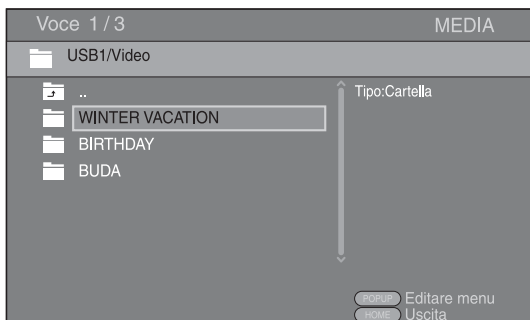 Voce 1/3 MEDIA
USB1/Video
..
Tipo:Cartella
WINTER VACATION
BIRTHDAY
BUDA
POPUP Editare menu
HOME Uscita